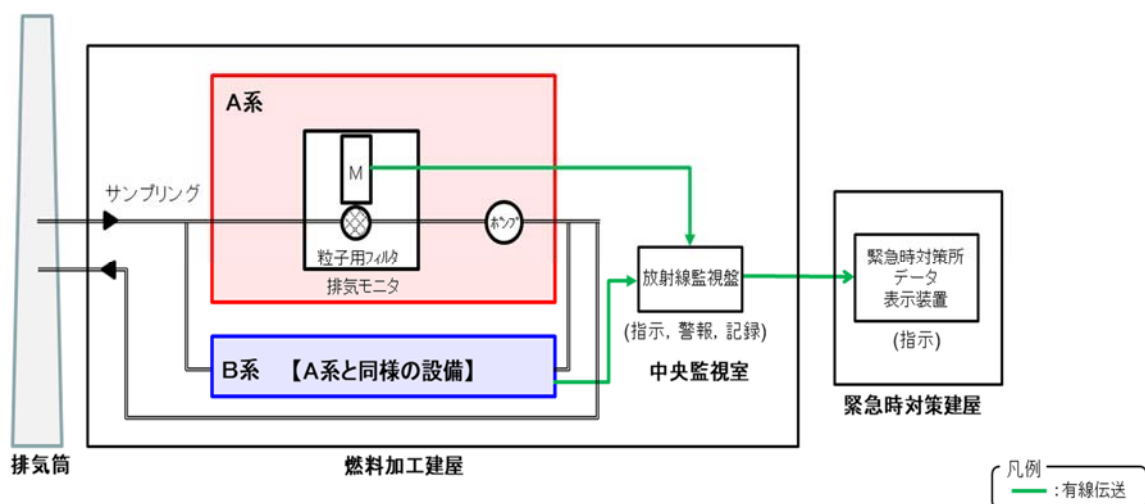 A系
M
サンプリング
ポンプ
粒子用フィルタ
排気モニタ
放射線監視盤
(指示, 警報, 記録)
中央監視室
緊急時対策所
データ
表示装置
(指示)
B系 【A系と同様の設備】
緊急時対策建屋
排気筒
燃料加工建屋
凡例
:有線伝送